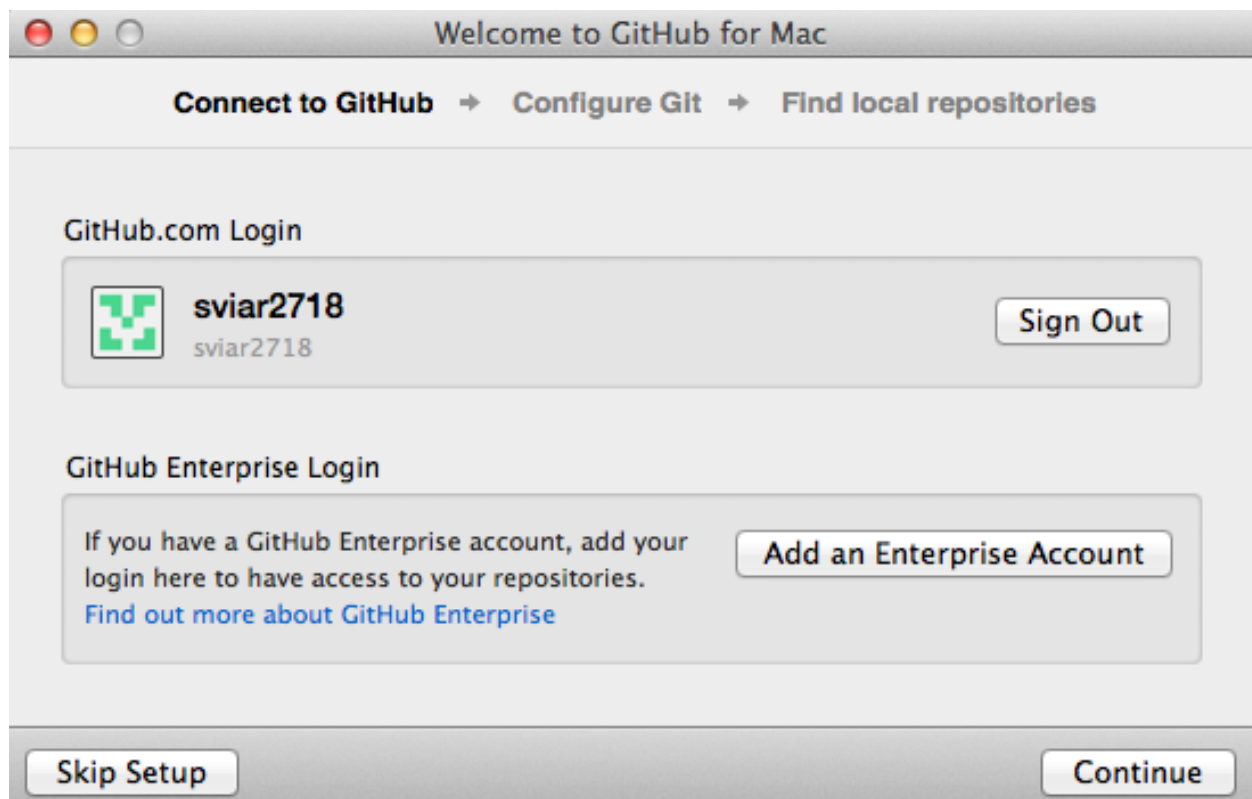 Welcome to GitHub for Mac
Connect to GitHub → Configure Git → Find local repositories
GitHub.com Login
sviar2718
sviar2718
Sign Out
GitHub Enterprise Login
If you have a GitHub Enterprise account, add your
login here to have access to your repositories.
Find out more about GitHub Enterprise
Add an Enterprise Account
Skip Setup
Continue